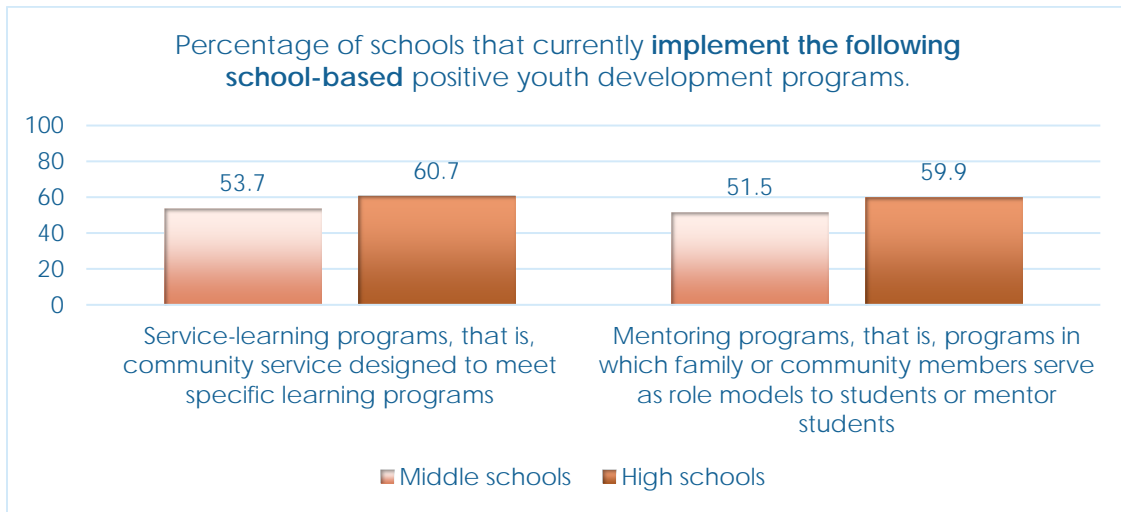 Percentage of schools that currently implement the following
school-based positive youth development programs.
100
80
60
40
20
0
53.7
60.7
51.5
59.9
Service-learning programs, that is,
community service designed to meet
specific learning programs
Mentoring programs, that is, programs in
which family or community members serve
as role models to students or mentor
students
Middle schools
High schools